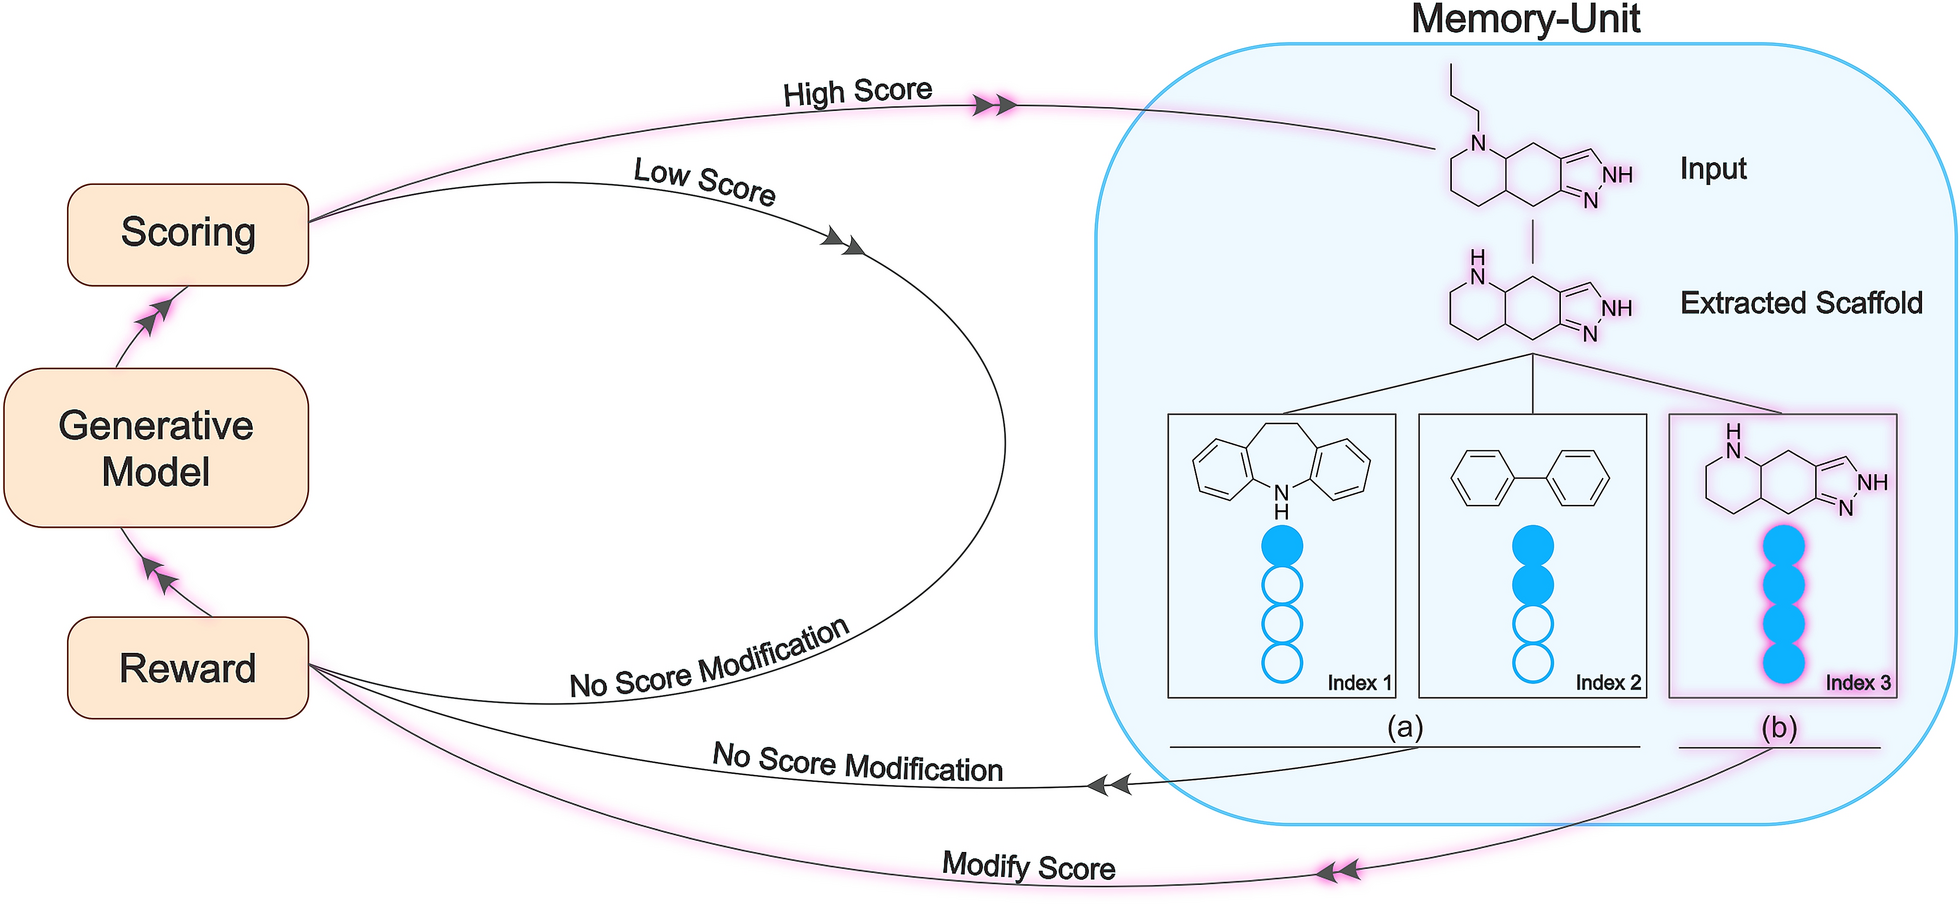 Memory-Unit
High Score
Low Score
Scoring
Generative
Model
Reward
No Score Modification
No Score Modification
Modify Score
N
NH
N
Input
H
N
NH
N
Extracted Scaffold
N
H
Index 1
Index 2
H
N
NH
N
Index 3
(a)
(b)